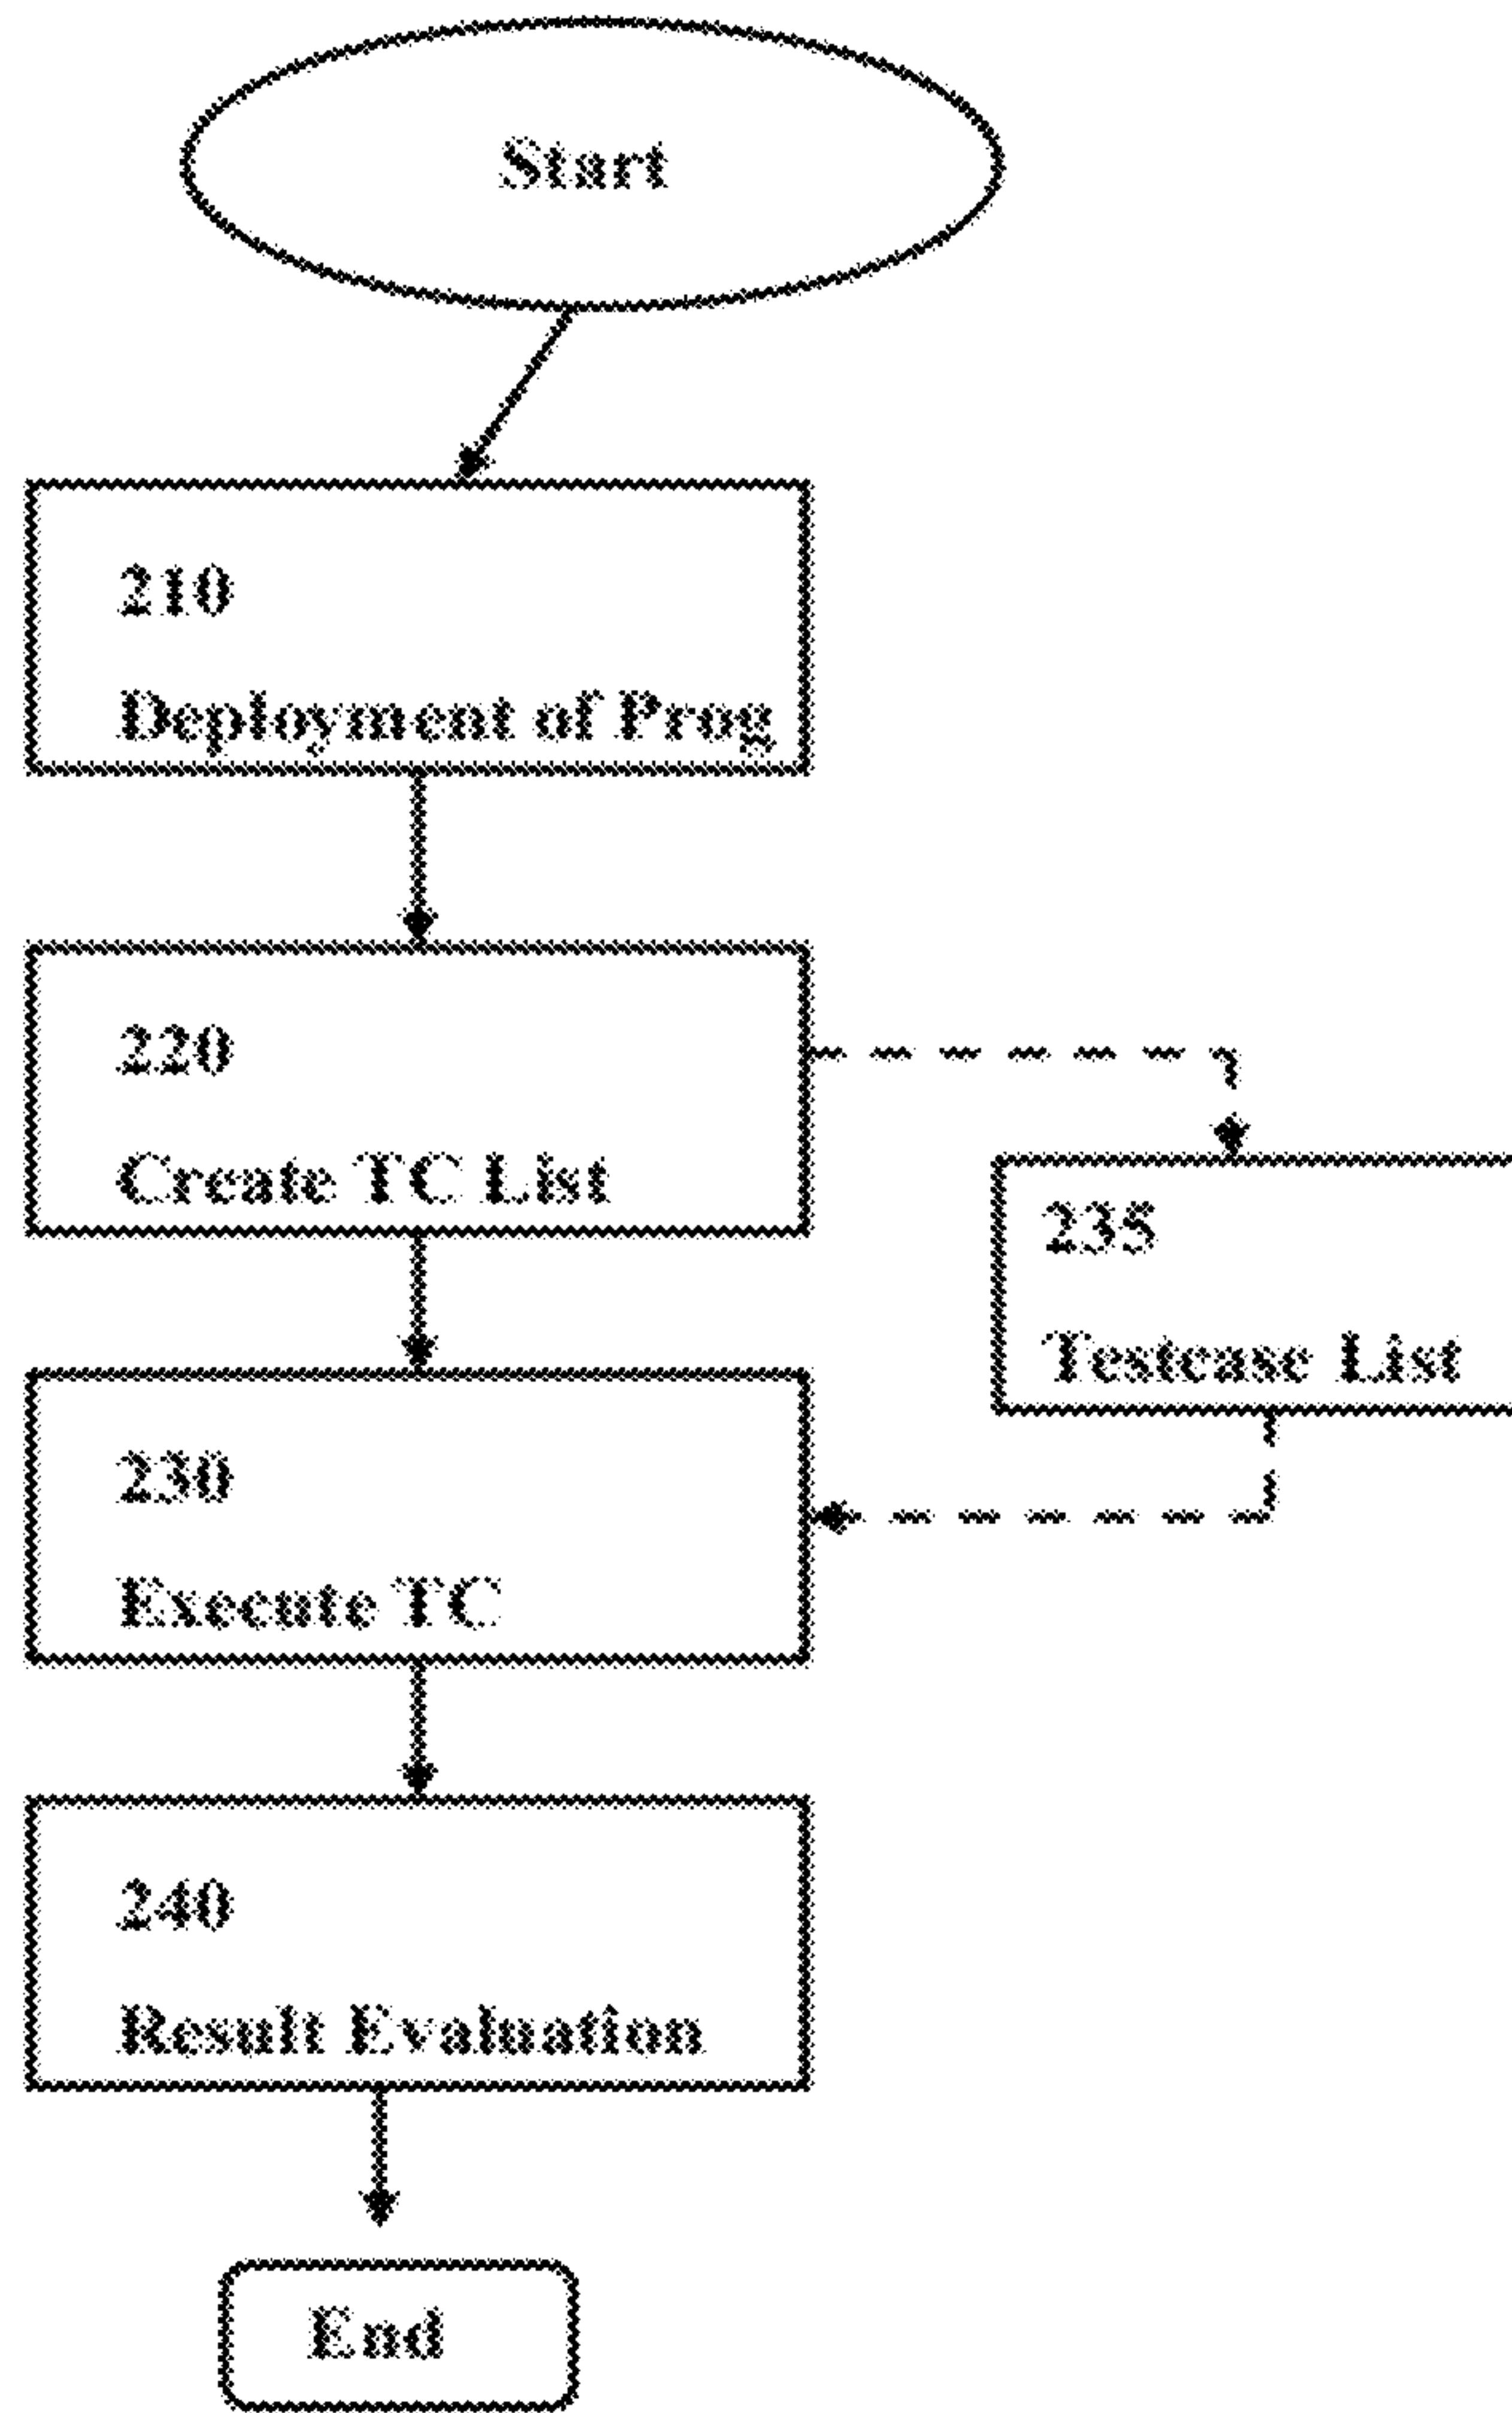 Start
210
Deployment of Prog
220
Create TC List
235
Testcase List
230
Execute TC
240
Result Evaluation
End